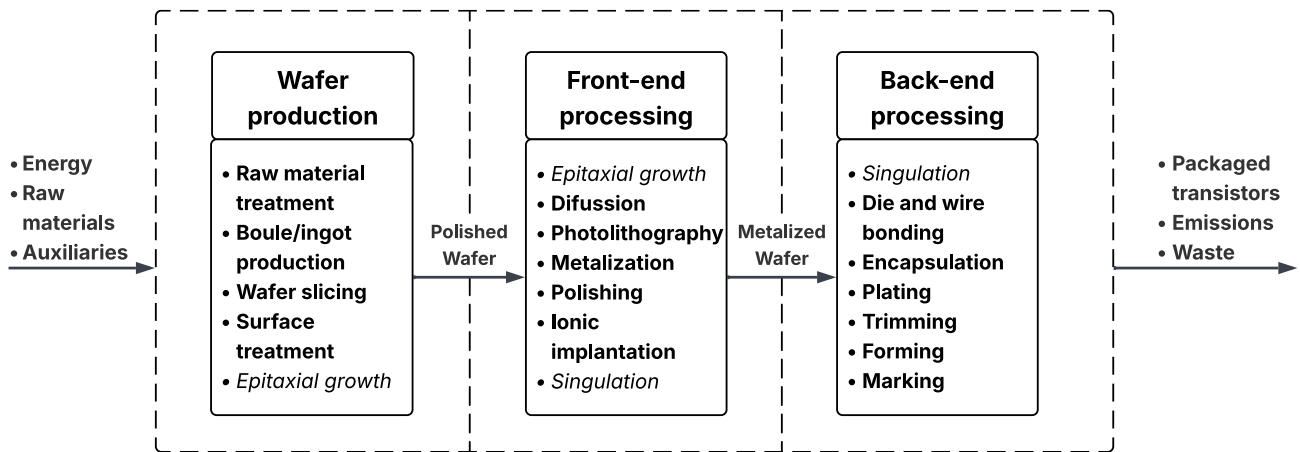 • Energy
• Raw
materials
• Auxiliaries
Wafer
production
• Raw material
treatment
• Boule/ingot
production
• Wafer slicing
• Surface
treatment
• Epitaxial growth
Polished
Wafer
Front-end
processing
• Epitaxial growth
• Difussion
• Photolithography
• Metalization
• Polishing
• Ionic
implantation
• Singulation
Metalized
Wafer
Back-end
processing
• Singulation
• Die and wire
bonding
• Encapsulation
• Plating
• Trimming
• Forming
• Marking
• Packaged
transistors
• Emissions
• Waste